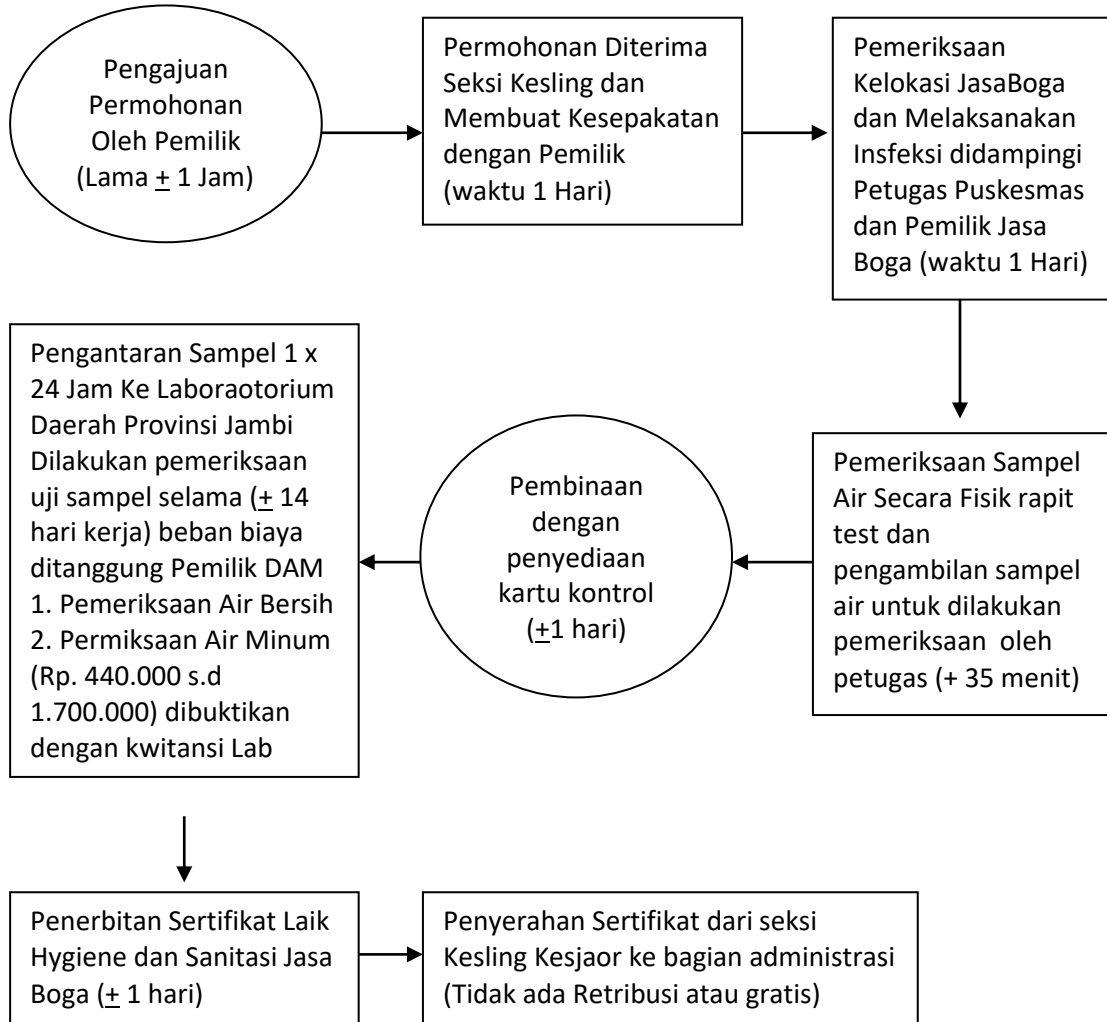 Pengajuan
Permohonan
Oleh Pemilik
(Lama + 1 Jam)
Permohonan Diterima
Seksi Kesling dan
Membuat Kesepakatan
dengan Pemilik
(waktu 1 Hari)
Pemeriksaan
Kelokasi JasaBoga
dan Melaksanakan
Insfeksi didampingi
Petugas Puskesmas
dan Pemilik Jasa
Boga (waktu 1 Hari)
Pemeriksaan Sampel
Air Secara Fisik rapit
test dan
pengambilan sampel
air untuk dilakukan
pemeriksaan oleh
petugas (+ 35 menit)
Pembinaan
dengan
penyediaan
kartu kontrol
(+1 hari)
Pengantaran Sampel 1 x
24 Jam Ke Laboraotorium
Daerah Provinsi Jambi
Dilakukan pemeriksaan
uji sampel selama (+ 14
hari kerja) beban biaya
ditanggung Pemilik DAM
1. Pemeriksaan Air Bersih
2. Permiksaan Air Minum
(Rp. 440.000 s.d
1.700.000) dibuktikan
dengan kwitansi Lab
Penerbitan Sertifikat Laik
Hygiene dan Sanitasi Jasa
Boga (+ 1 hari)
Penyerahan Sertifikat dari seksi
Kesling Kesjaor ke bagian administrasi
(Tidak ada Retribusi atau gratis)